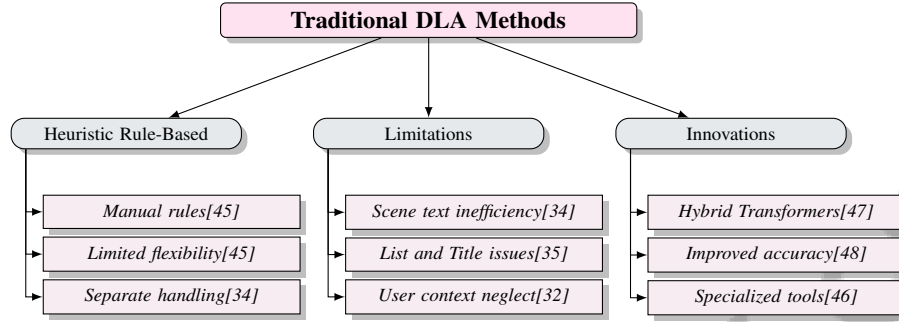 Traditional DLA Methods
Heuristic Rule-Based
Limitations
Innovations
Manual rules[45]
Scene text inefficiency[34]
Hybrid Transformers[47]
Limited flexibility[45]
List and Title issues[35]
Improved accuracy[48]
Separate handling[34]
User context neglect[32]
Specialized tools[46]